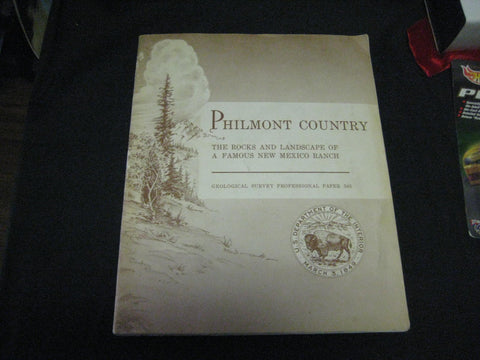 PHILMONT COUNTRY
THE ROCKS AND LANDSCAPE OF
A FAMOUS NEW MEXICO RANCH
GEOLOGICAL SURVEY PROFESSIONAL PAPER 505
U.S. DEPARTMENT OF THE INTERIOR
MARCH 3, 1849